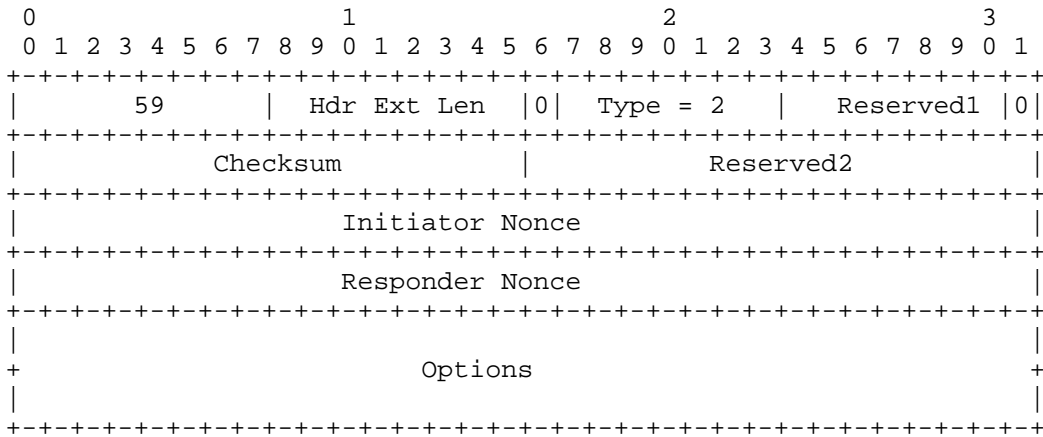 0                   1                   2                   3
 0 1 2 3 4 5 6 7 8 9 0 1 2 3 4 5 6 7 8 9 0 1 2 3 4 5 6 7 8 9 0 1
+-+-+-+-+-+-+-+-+-+-+-+-+-+-+-+-+-+-+-+-+-+-+-+-+-+-+-+-+-+-+-+-+
|       59      |  Hdr Ext Len  |0|  Type = 2   |   Reserved1 |0|
+-+-+-+-+-+-+-+-+-+-+-+-+-+-+-+-+-+-+-+-+-+-+-+-+-+-+-+-+-+-+-+-+
|            Checksum           |           Reserved2           |
+-+-+-+-+-+-+-+-+-+-+-+-+-+-+-+-+-+-+-+-+-+-+-+-+-+-+-+-+-+-+-+-+
|                    Initiator Nonce                            |
+-+-+-+-+-+-+-+-+-+-+-+-+-+-+-+-+-+-+-+-+-+-+-+-+-+-+-+-+-+-+-+-+
|                    Responder Nonce                            |
+-+-+-+-+-+-+-+-+-+-+-+-+-+-+-+-+-+-+-+-+-+-+-+-+-+-+-+-+-+-+-+-+
|                                                               |
+                         Options                               +
|                                                               |
+-+-+-+-+-+-+-+-+-+-+-+-+-+-+-+-+-+-+-+-+-+-+-+-+-+-+-+-+-+-+-+-+